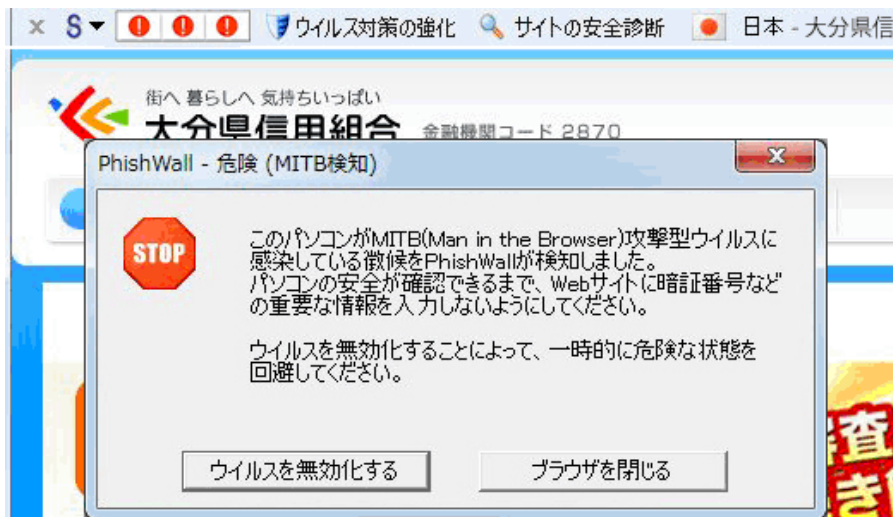 × S ! ! ! ウイルス対策の強化 サイトの安全診断 日本 - 大分県信
街へ 暮らしへ 気持ちいっぱい
大分県信用組合 金融機関コード 2870
PhishWall - 危険 (MITB検知)
STOP
このパソコンがMITB(Man in the Browser)攻撃型ウイルスに
感染している徴候をPhishWallが検知しました。
パソコンの安全が確認できるまで、Webサイトに暗証番号など
の重要な情報を入力しないようにしてください。
ウイルスを無効化することによって、一時的に危険な状態を
回避してください。
ウイルスを無効化する ブラウザを閉じる